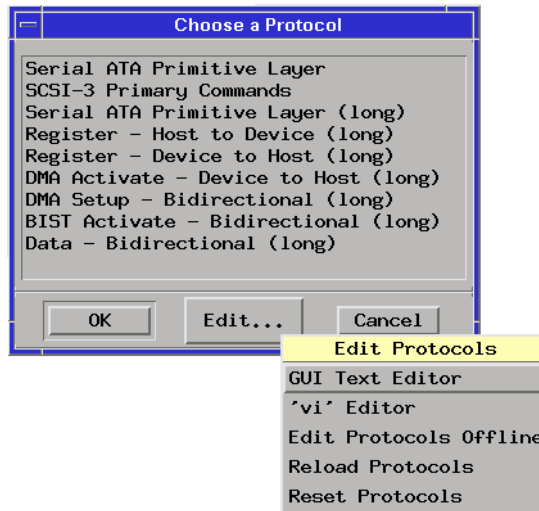 Choose a Protocol
Serial ATA Primitive Layer
SCSI-3 Primary Commands
Serial ATA Primitive Layer (long)
Register - Host to Device (long)
Register - Device to Host (long)
DMA Activate - Device to Host (long)
DMA Setup - Bidirectional (long)
BIST Activate - Bidirectional (long)
Data - Bidirectional (long)
OK Edit... Cancel
Edit Protocols
GUI Text Editor
'vi' Editor
Edit Protocols Offline
Reload Protocols
Reset Protocols